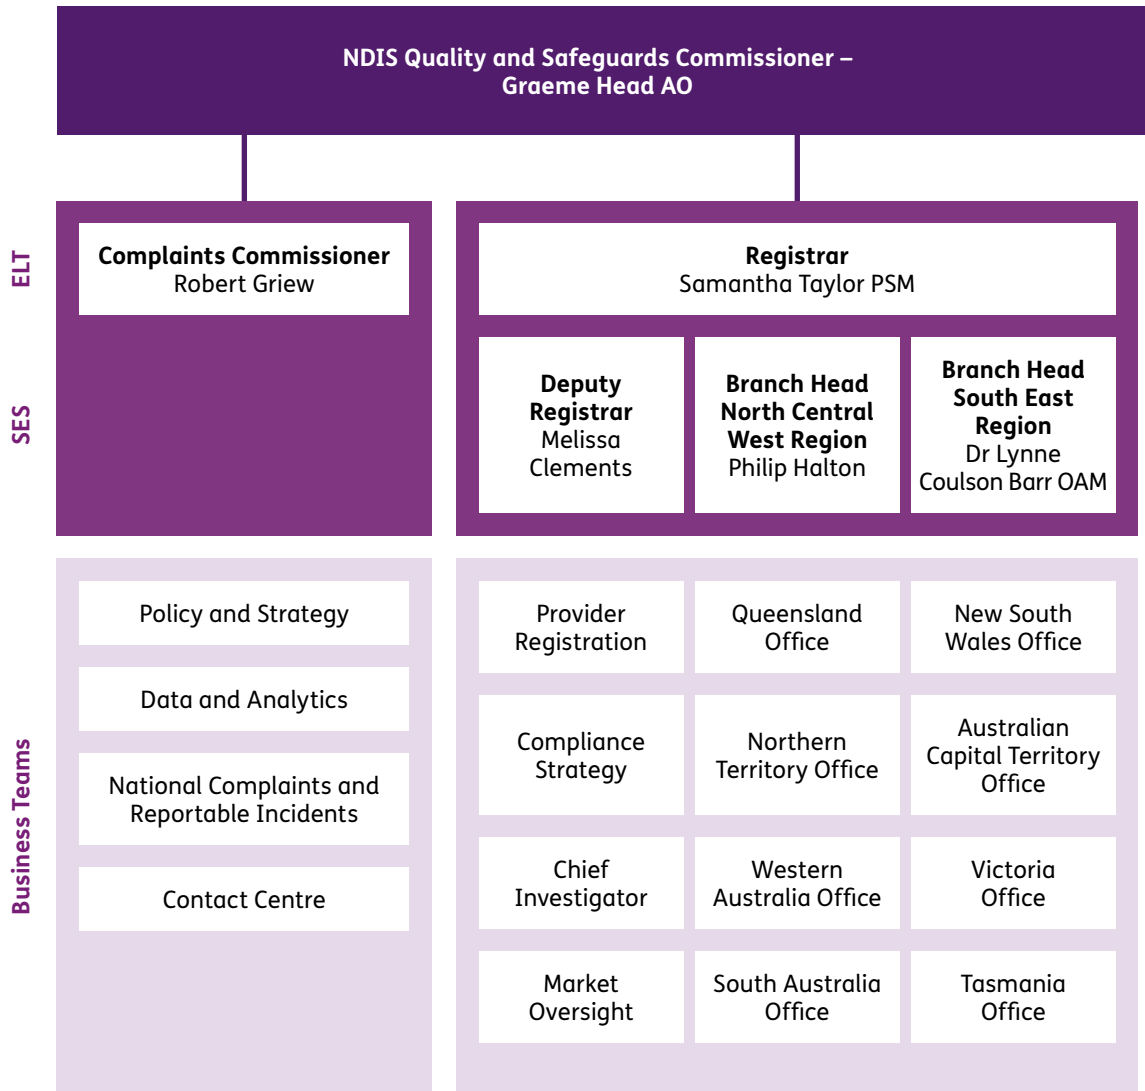 NDIS Quality and Safeguards Commissioner –
Graeme Head AO
ELT
Complaints Commissioner
Robert Griew
Registrar
Samantha Taylor PSM
SES
Deputy
Registrar
Melissa
Clements
Branch Head
North Central
West Region
Philip Halton
Branch Head
South East
Region
Dr Lynne
Coulson Barr OAM
Business Teams
Policy and Strategy
Data and Analytics
National Complaints and
Reportable Incidents
Contact Centre
Provider
Registration
Queensland
Office
New South
Wales Office
Compliance
Strategy
Northern
Territory Office
Australian
Capital Territory
Office
Chief
Investigator
Western
Australia Office
Victoria
Office
Market
Oversight
South Australia
Office
Tasmania
Office